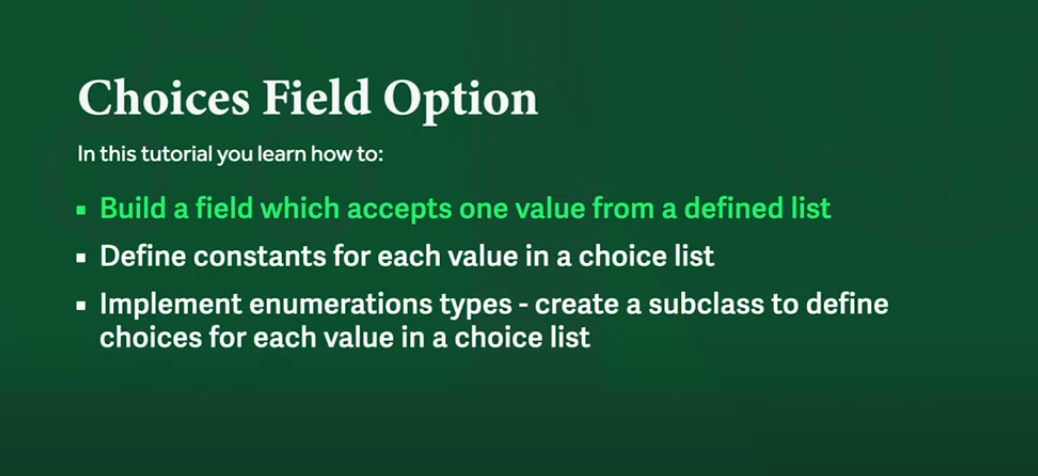 Choices Field Option
In this tutorial you learn how to:
▪ Build a field which accepts one value from a defined list
▪ Define constants for each value in a choice list
▪ Implement enumerations types - create a subclass to define
choices for each value in a choice list